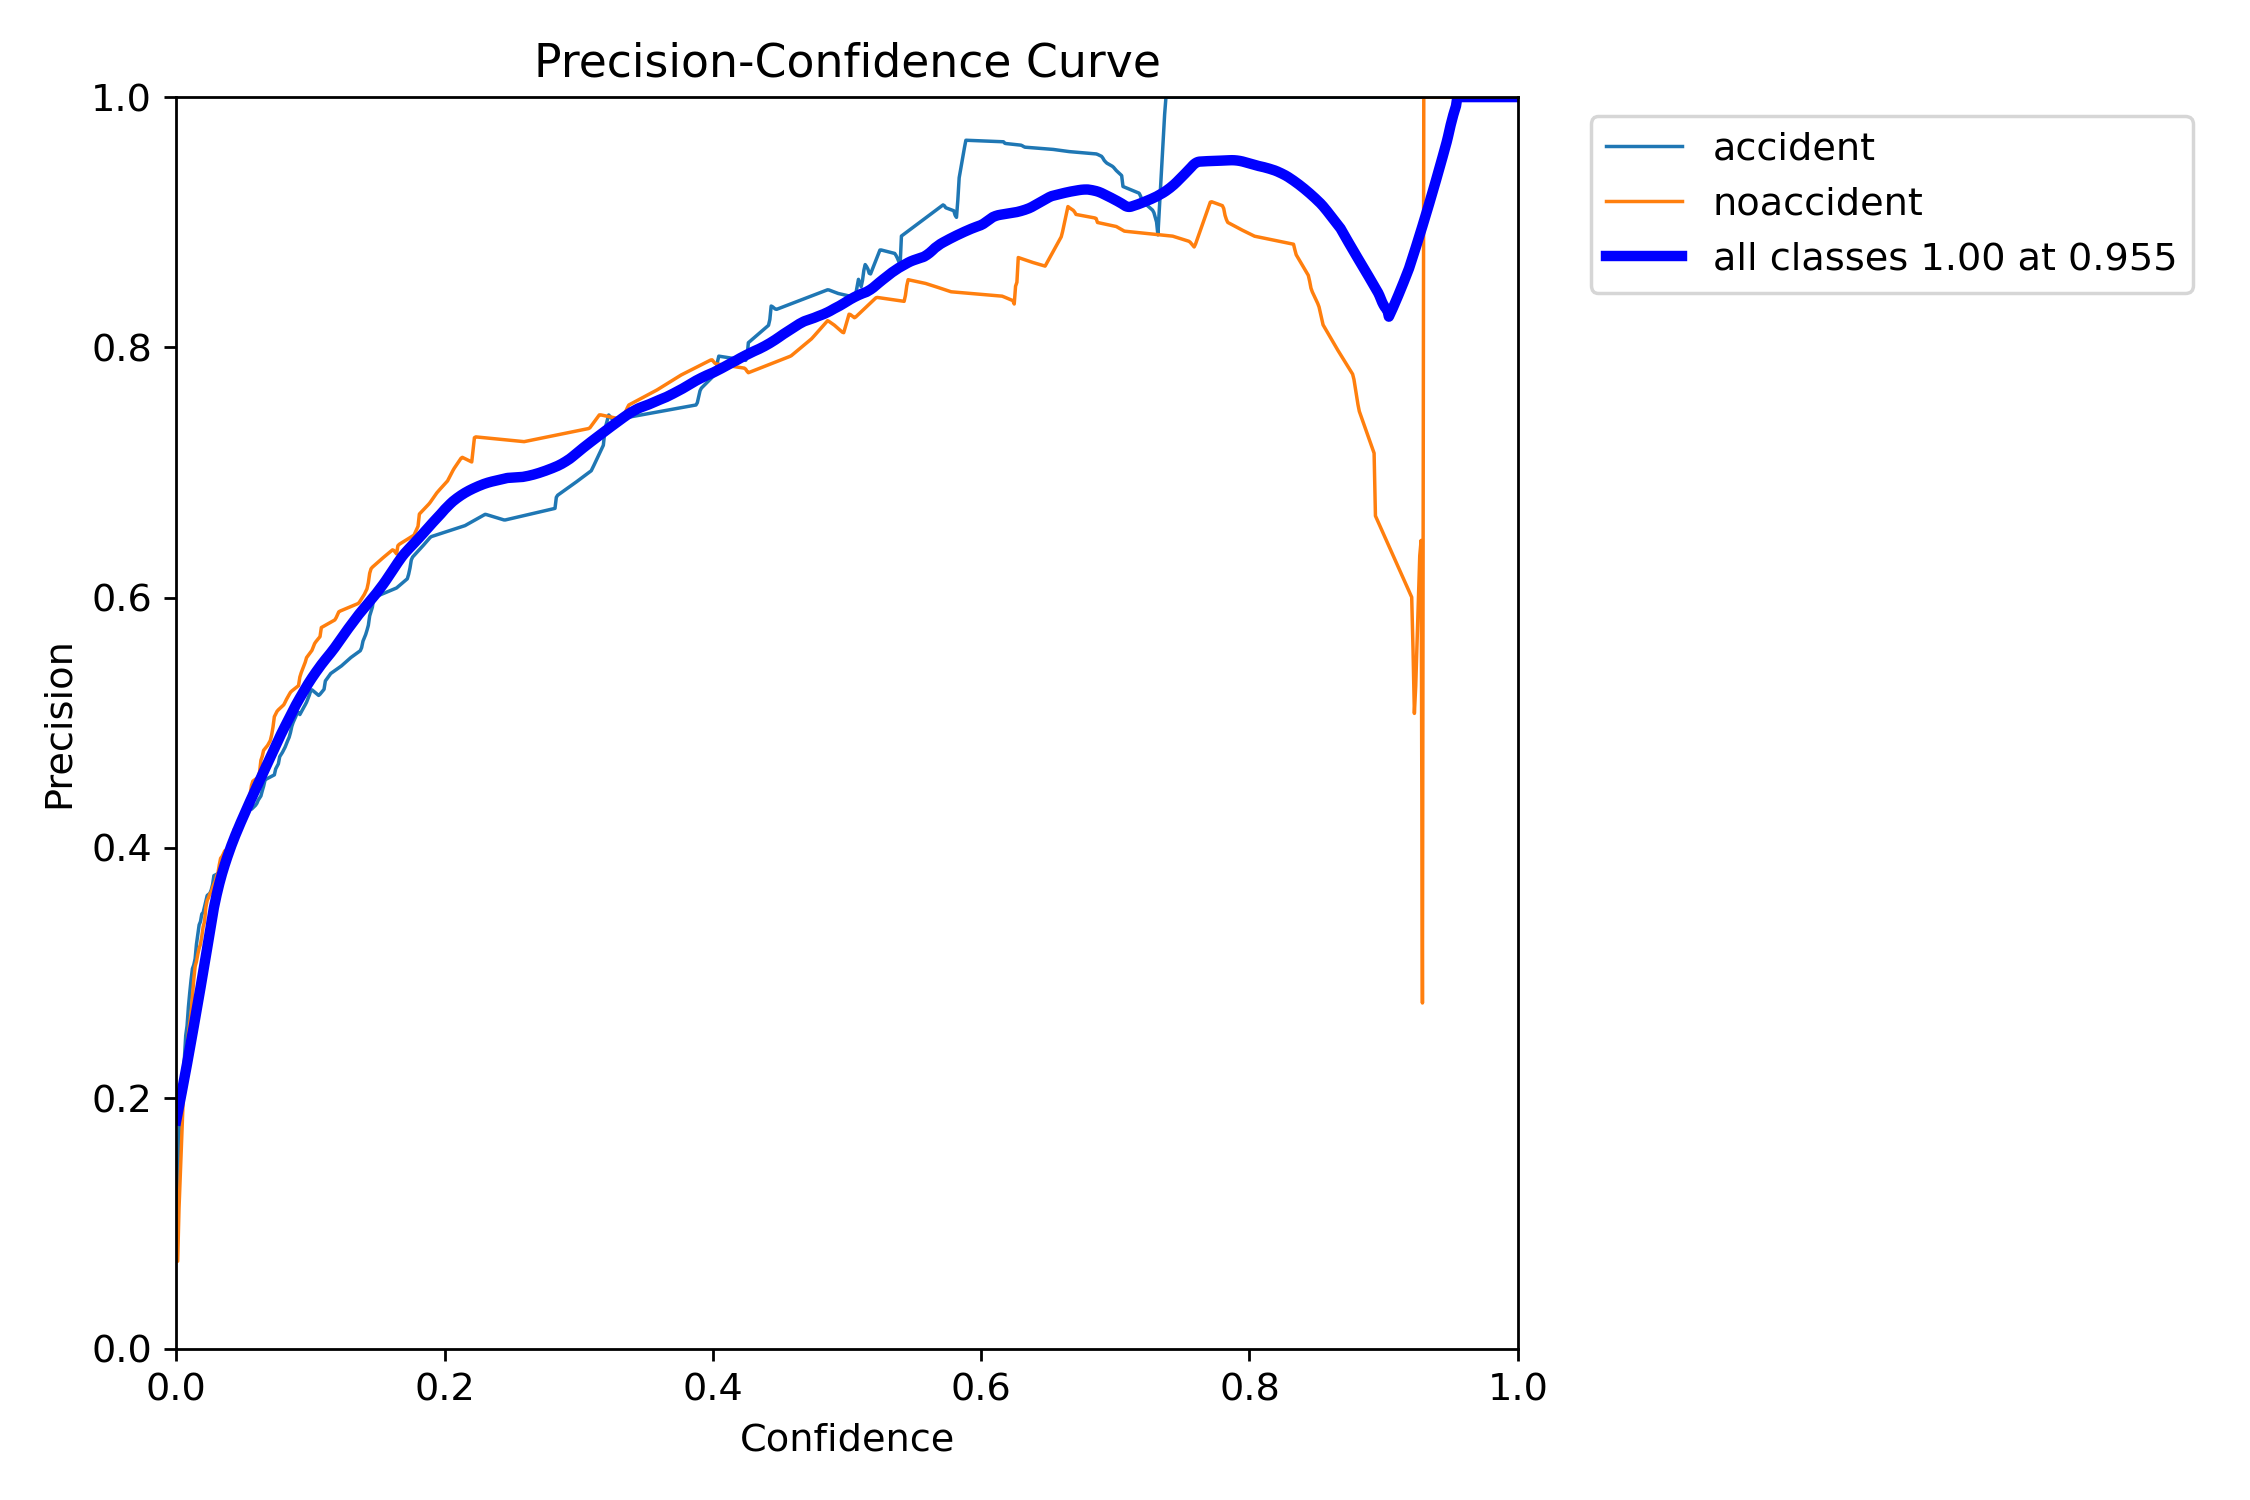 Precision-Confidence Curve
1.0
0.8
0.6
0.4
0.2
0.0
Precision
0.0 0.2 0.4 0.6 0.8 1.0
Confidence
accident
noaccident
all classes 1.00 at 0.955